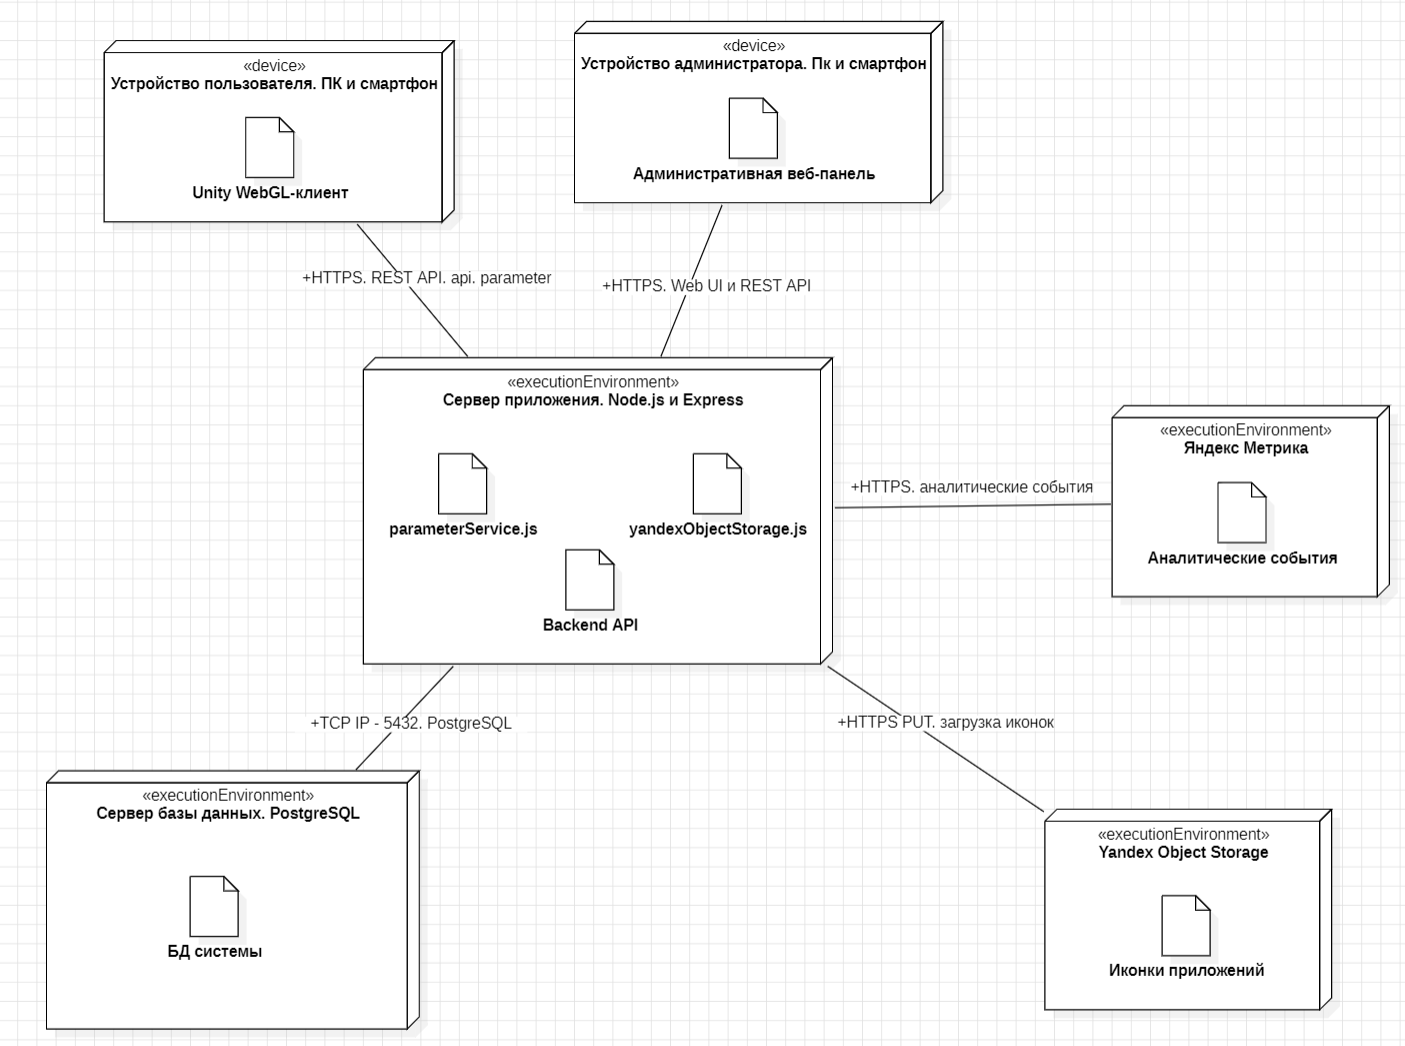 «device»
Устройство пользователя. ПК и смартфон
Unity WebGL-клиент
«device»
Устройство администратора. Пк и смартфон
Административная веб-панель
+HTTPS. REST API. api. parameter
+HTTPS. Web UI и REST API
«executionEnvironment»
Сервер приложения. Node.js и Express
parameterService.js
yandexObjectStorage.js
Backend API
+HTTPS. аналитические события
«executionEnvironment»
Яндекс Метрика
Аналитические события
+TCP IP - 5432. PostgreSQL
+HTTPS PUT. загрузка иконок
«executionEnvironment»
Сервер базы данных. PostgreSQL
БД системы
«executionEnvironment»
Yandex Object Storage
Иконки приложений